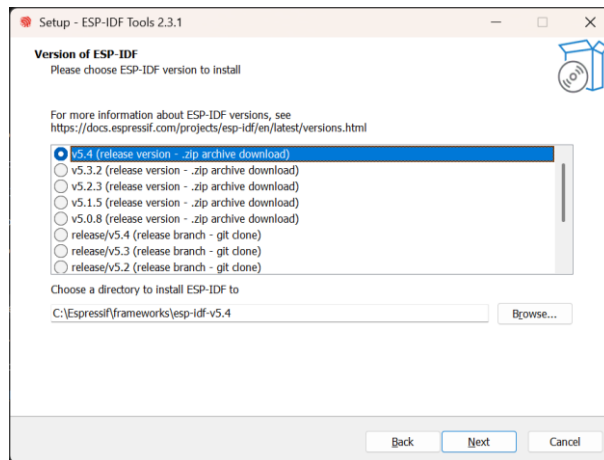 Setup - ESP-IDF Tools 2.3.1
Version of ESP-IDF
Please choose ESP-IDF version to install
For more information about ESP-IDF versions, see
https://docs.espressif.com/projects/esp-idf/en/latest/versions.html
v5.4 (release version - .zip archive download)
v5.3.2 (release version - .zip archive download)
v5.2.3 (release version - .zip archive download)
v5.1.5 (release version - .zip archive download)
v5.0.8 (release version - .zip archive download)
release/v5.4 (release branch - git clone)
release/v5.3 (release branch - git clone)
release/v5.2 (release branch - git clone)
Choose a directory to install ESP-IDF to
C:\Espressif\frameworks\esp-idf-v5.4
Browse...
Back Next Cancel